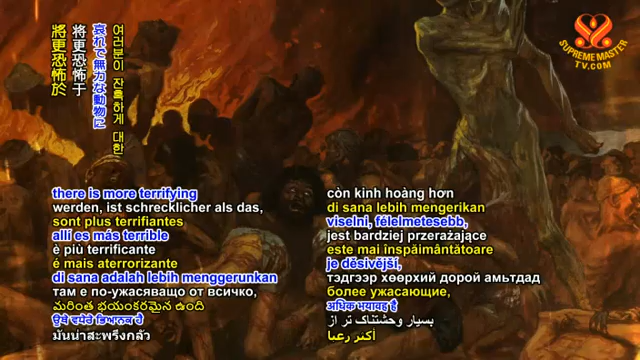 將更恐怖於
将更恐怖于
哀れで無力な動物に
여러분이 잔혹하게 대한
SUPREME MASTER
TV.COM
there is more terrifying
werden, ist schrecklicher als das,
sont plus terrifiantes
allí es más terrible
è più terrificante
é mais aterrorizante
di sana adalah lebih menggerunkan
там е по-ужасяващо от всичко,
మరింత భయంకరమైన ఉంది
ਉਥੇ ਵਧੇਰੇ ਭਿਆਨਕ ਹੈ
มันน่าสะพรึงกลัว
còn kinh hoàng hơn
di sana lebih mengerikan
viselni, félelmetesebb,
jest bardziej przerażające
este mai înspăimântătoare
je děsivější,
тэдгээр хөөрхий дорой амьтдад
более ужасающие,
अधिक भयावह है
بسیار وحشتناک تر از
أكثر رعبا